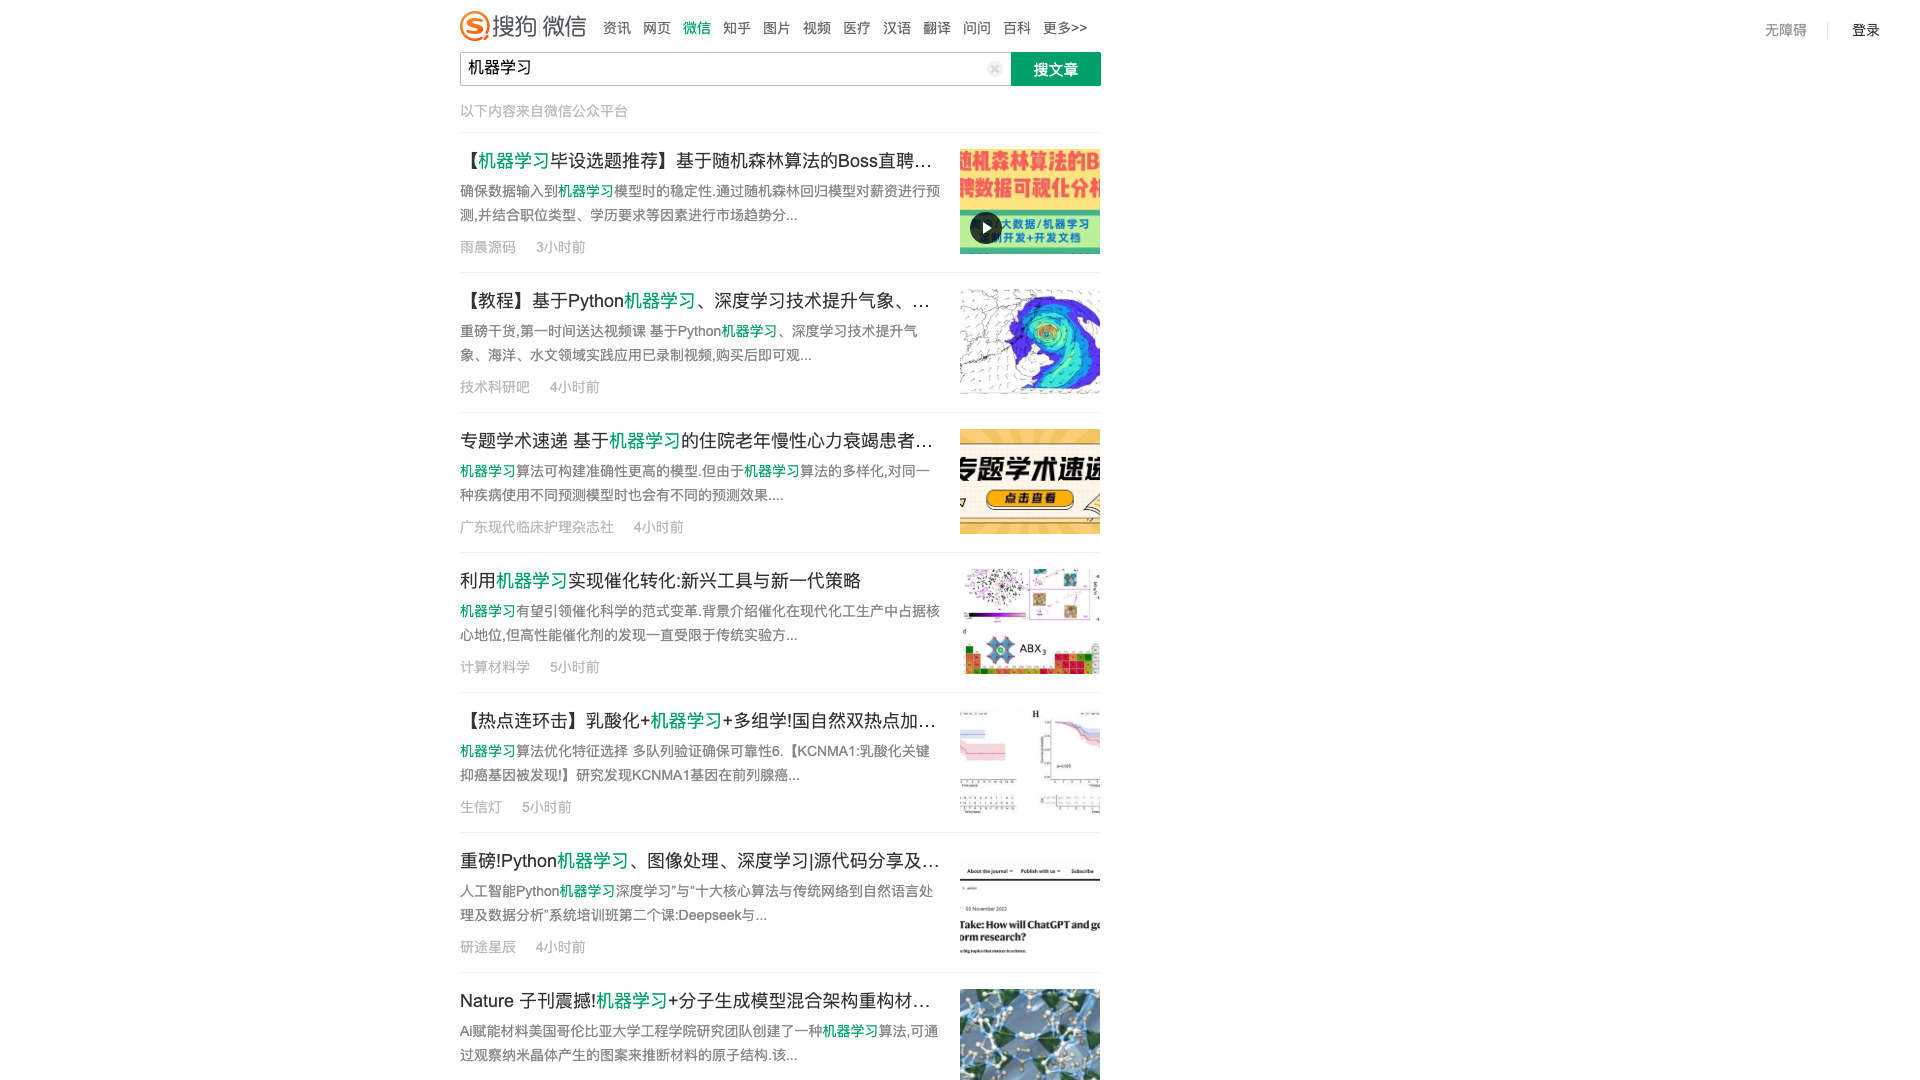 搜狗|微信 资讯 网页 微信 知乎 图片 视频 医疗 汉语 翻译 问问 百科 更多>> 无障碍 登录
机器学习 搜文章
以下内容来自微信公众平台
【机器学习毕设选题推荐】基于随机森林算法的Boss直聘...
确保数据输入到机器学习模型时的稳定性.通过随机森林回归模型对薪资进行预
测,并结合职位类型、学历要求等因素进行市场趋势分...
雨晨源码 3小时前
随机森林算法的B
聘数据可视化分析
/大数据/机器学习
定制开发+开发文档
【教程】基于Python机器学习、深度学习技术提升气象、...
重磅干货,第一时间送达视频课 基于Python机器学习、深度学习技术提升气
象、海洋、水文领域实践应用已录制视频,购买后即可观...
技术科研吧 4小时前
专题学术速递 基于机器学习的住院老年慢性心力衰竭患者...
机器学习算法可构建准确性更高的模型.但由于机器学习算法的多样化,对同一
种疾病使用不同预测模型时也会有不同的预测效果....
广东现代临床护理杂志社 4小时前
专题学术速递
点击查看
利用机器学习实现催化转化:新兴工具与新一代策略
机器学习有望引领催化科学的范式变革.背景介绍催化在现代化工生产中占据核
心地位,但高性能催化剂的发现一直受限于传统实验方...
计算材料学 5小时前
d
ABX3
【热点连环击】乳酸化+机器学习+多组学!国自然双热点加...
机器学习算法优化特征选择 多队列验证确保可靠性6.【KCNMA1:乳酸化关键
抑癌基因被发现!】研究发现KCNMA1基因在前列腺癌...
生信灯 5小时前
H
重磅!Python机器学习、图像处理、深度学习|源代码分享及...
人工智能Python机器学习深度学习”与“十大核心算法与传统网络到自然语言处
理及数据分析”系统培训班第二个课:Deepseek与...
研途星辰 4小时前
About the journal Publish with us Subscribe
03 November 2023
Take: How will ChatGPT and ge
orm research?
e big topics that matter in science.
Nature 子刊震撼!机器学习+分子生成模型混合架构重构材...
Ai赋能材料美国哥伦比亚大学工程学院研究团队创建了一种机器学习算法,可通
过观察纳米晶体产生的图案来推断材料的原子结构.该...